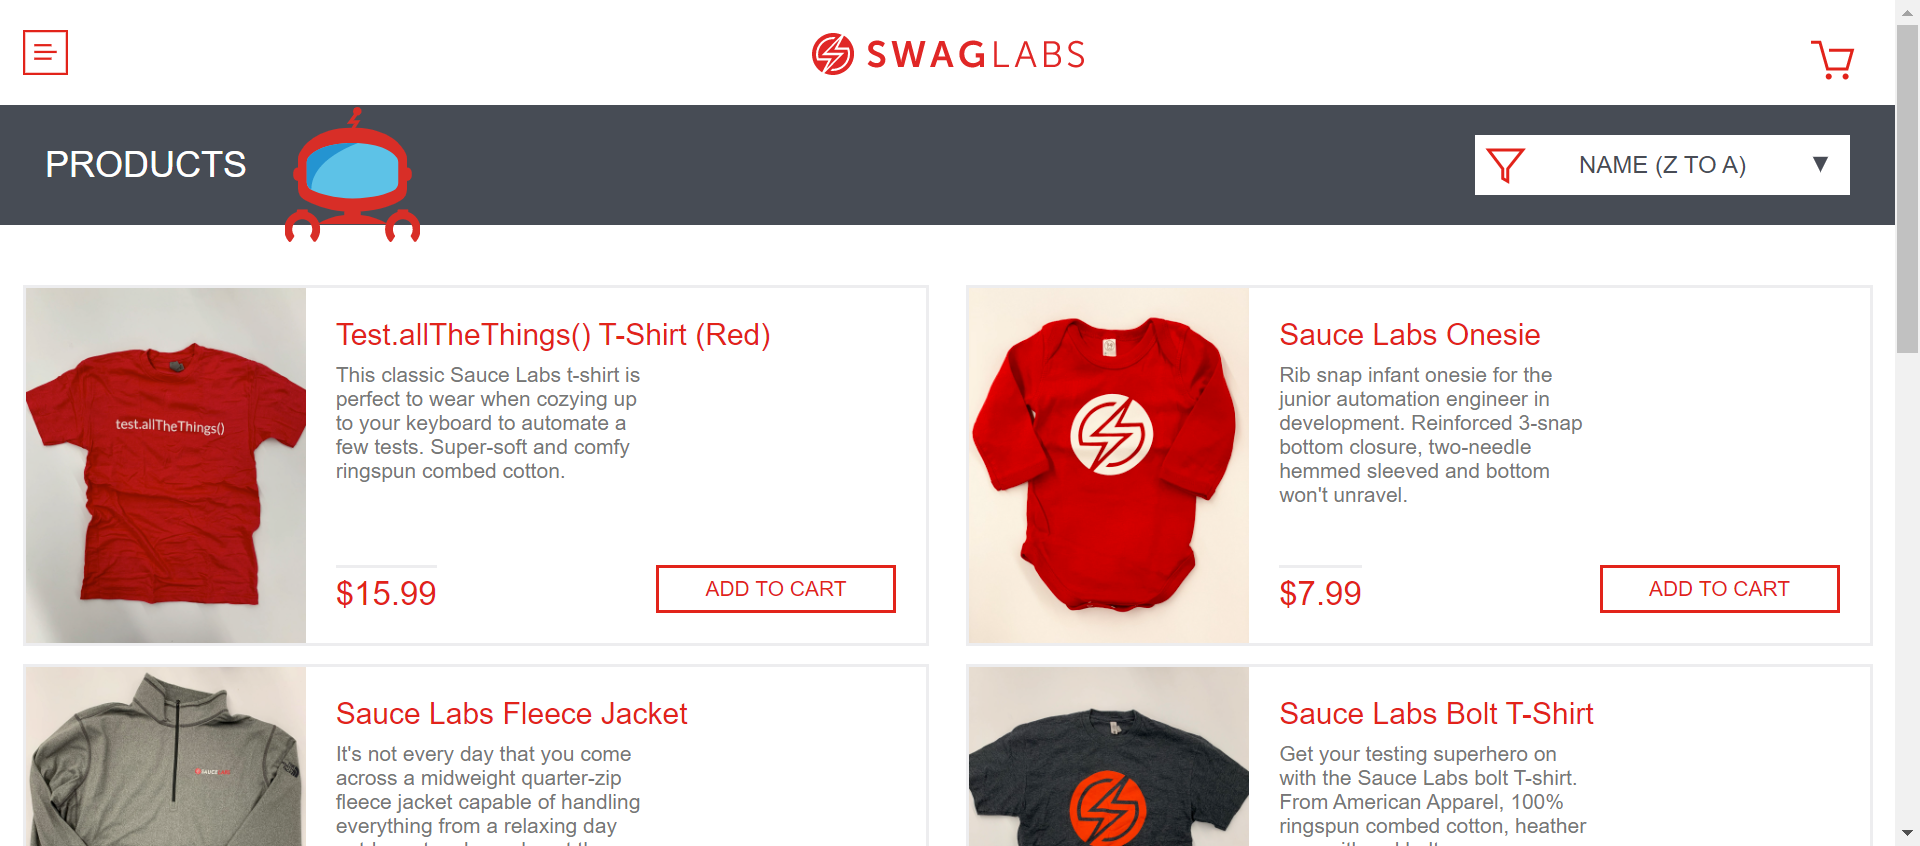 SWAGLABS
PRODUCTS
NAME (Z TO A)
test.allTheThings()
Test.allTheThings() T-Shirt (Red)
This classic Sauce Labs t-shirt is
perfect to wear when cozying up
to your keyboard to automate a
few tests. Super-soft and comfy
ringspun combed cotton.
$15.99
ADD TO CART
Sauce Labs Onesie
Rib snap infant onesie for the
junior automation engineer in
development. Reinforced 3-snap
bottom closure, two-needle
hemmed sleeved and bottom
won't unravel.
$7.99
ADD TO CART
SAUCE LABS
Sauce Labs Fleece Jacket
It's not every day that you come
across a midweight quarter-zip
fleece jacket capable of handling
everything from a relaxing day
Sauce Labs Bolt T-Shirt
Get your testing superhero on
with the Sauce Labs bolt T-shirt.
From American Apparel, 100%
ringspun combed cotton, heather